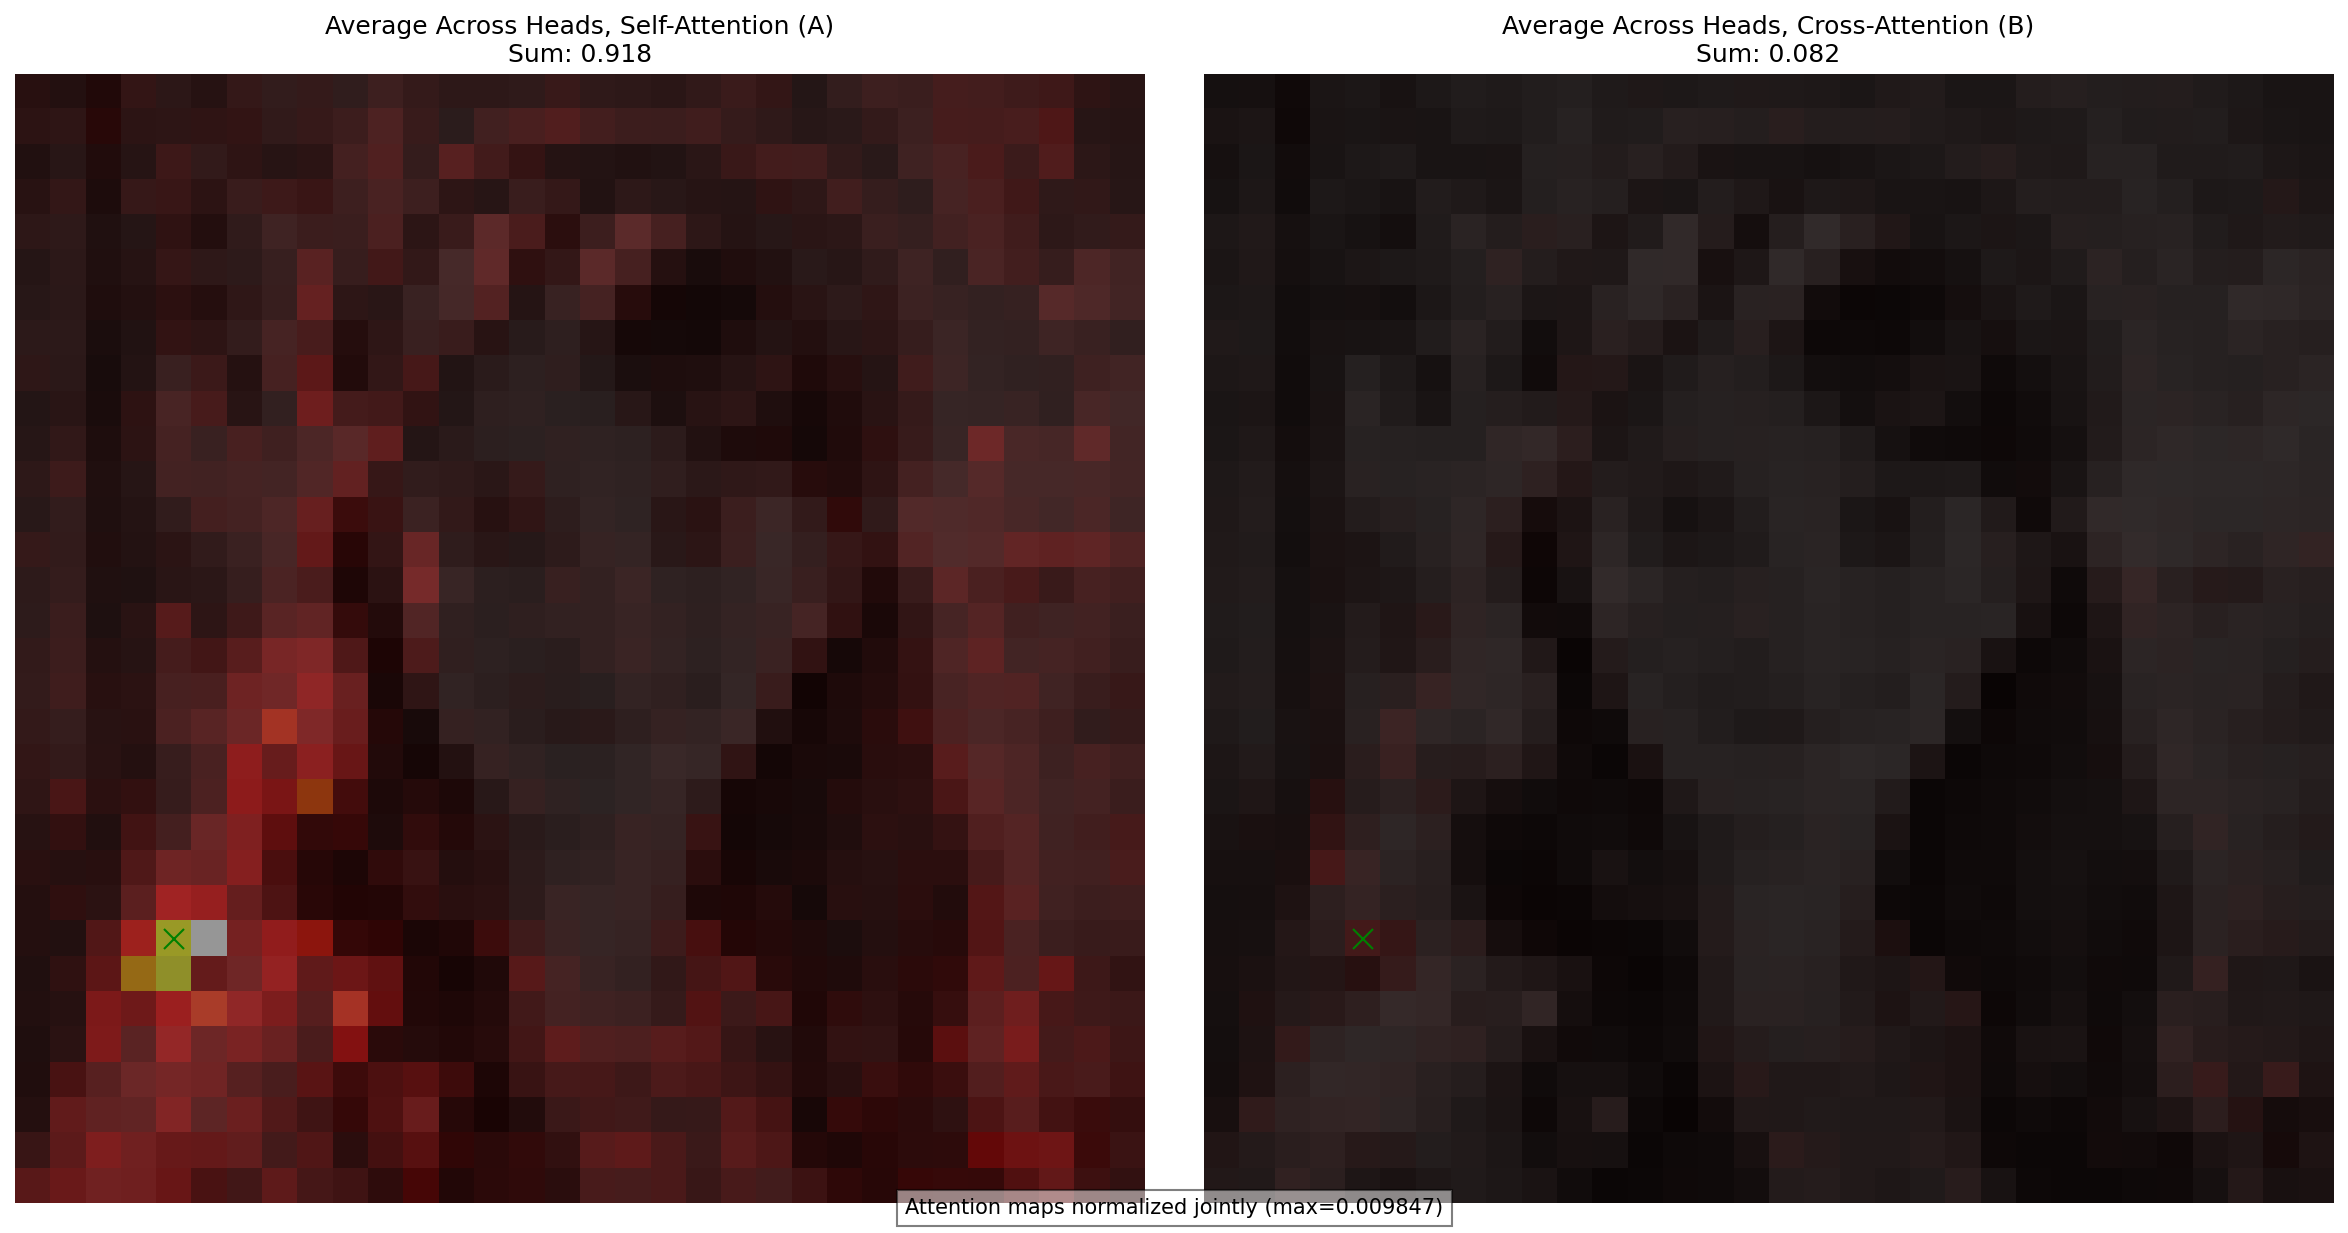 Average Across Heads, Self-Attention (A)
Sum: 0.918
Average Across Heads, Cross-Attention (B)
Sum: 0.082
Attention maps normalized jointly (max=0.009847)